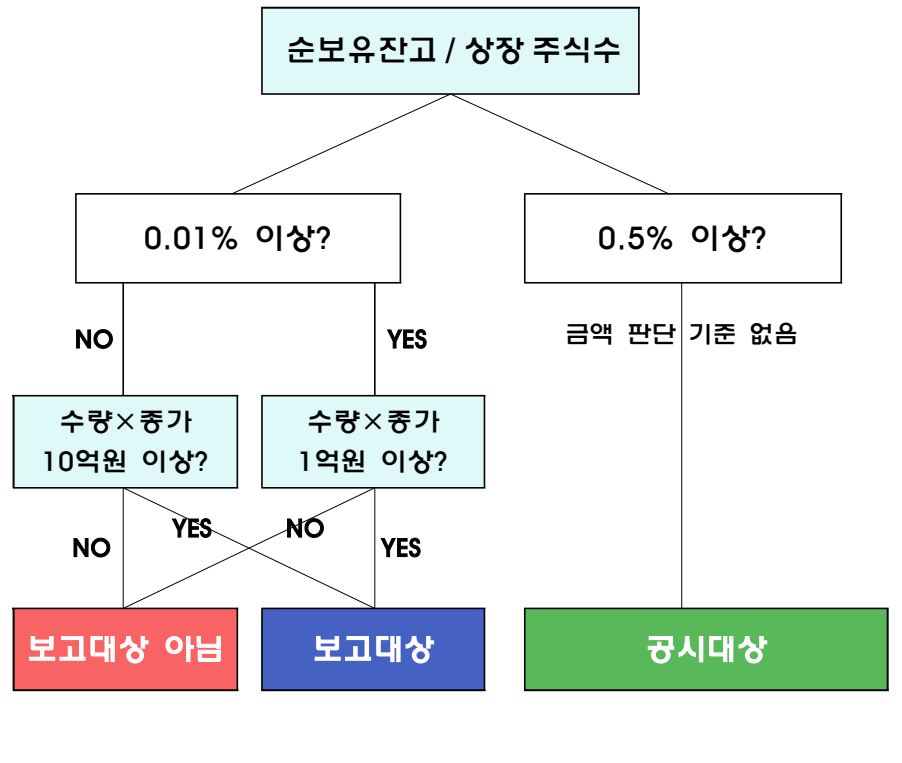 순보유잔고 / 상장 주식수
0.01% 이상?
0.5% 이상?
NO
YES
금액 판단 기준 없음
수량×종가
10억원 이상?
수량×종가
1억원 이상?
NO
YES
NO
YES
보고대상 아님
보고대상
공시대상